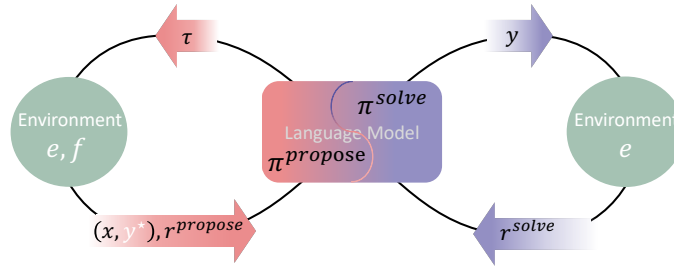 τ
y
Environment
e, f
π^solve
Language Model
π^propose
Environment
e
(x, y*), r^propose
r^solve